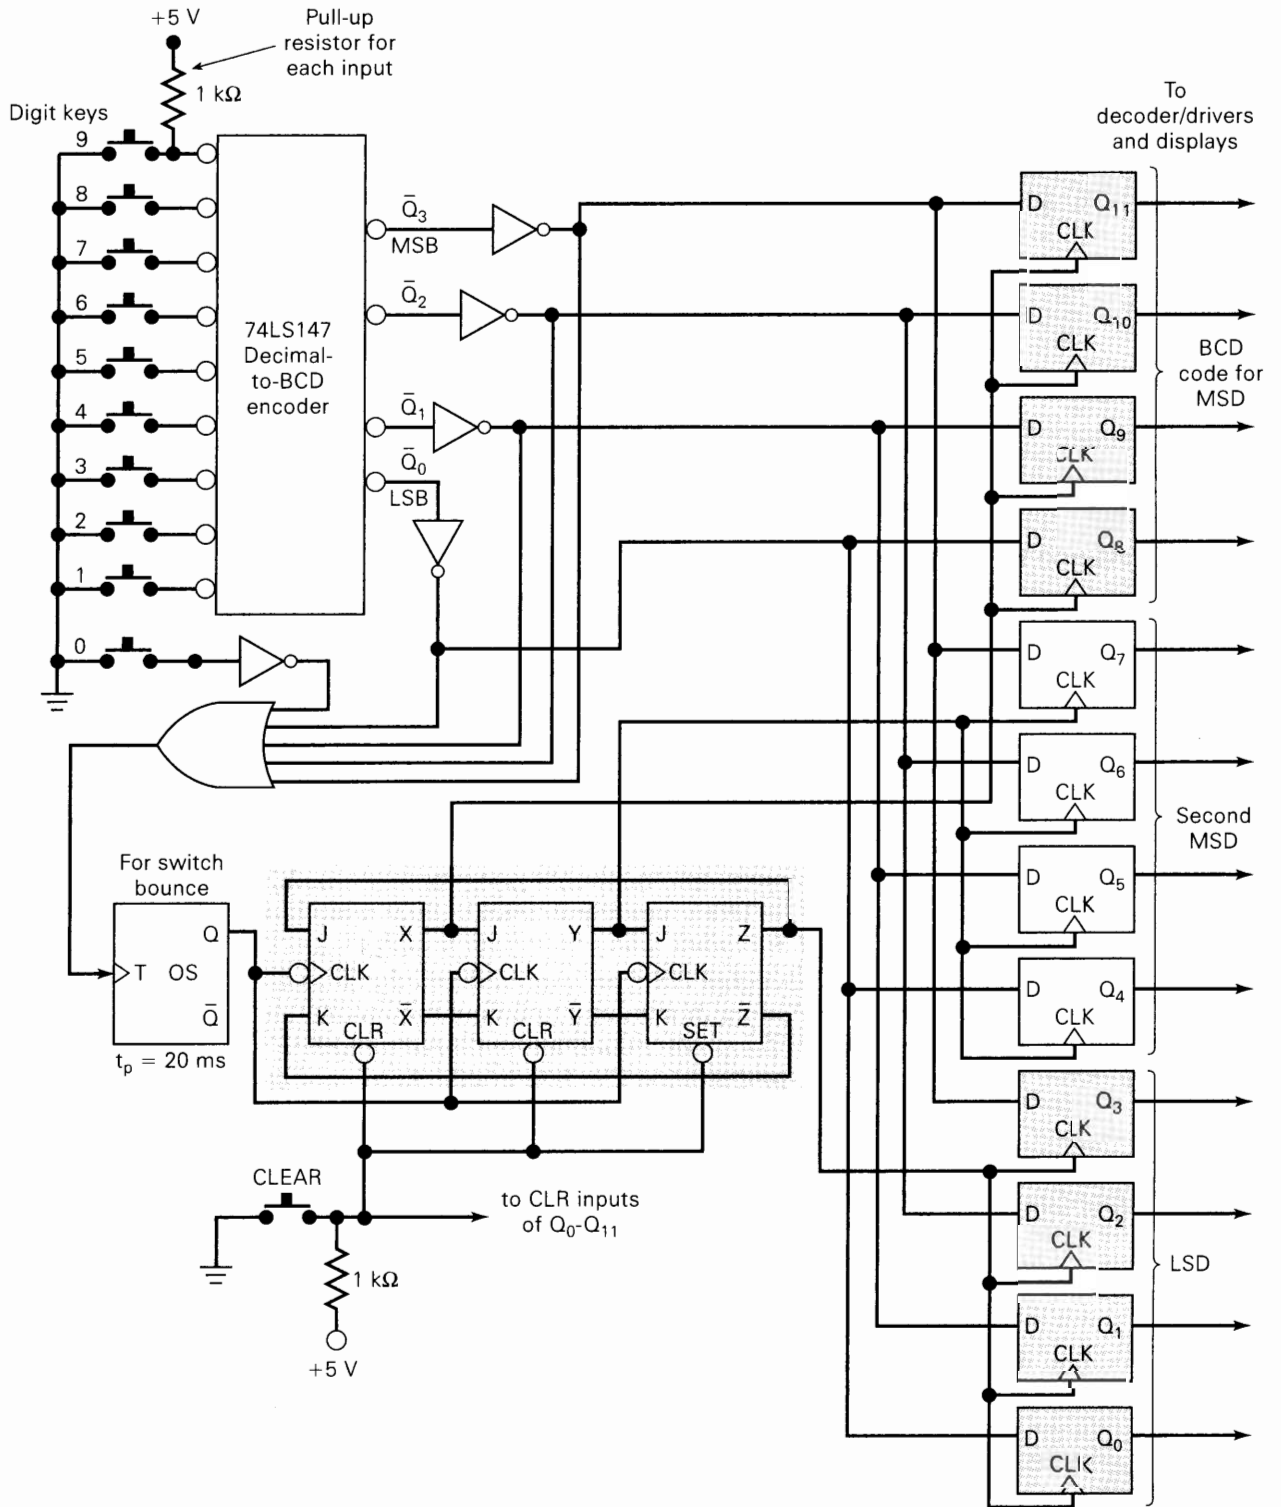 +5 V
Pull-up
resistor for
each input
1 kΩ
Digit keys
9
8
7
6
5
4
3
2
1
0
74LS147
Decimal-
to-BCD
encoder
Q̅3
MSB
Q̅2
Q̅1
Q̅0
LSB
To
decoder/drivers
and displays
D Q11
CLK
D Q10
CLK
D Q9
CLK
D Q8
CLK
BCD
code for
MSD
D Q7
CLK
D Q6
CLK
D Q5
CLK
D Q4
CLK
Second
MSD
D Q3
CLK
D Q2
CLK
D Q1
CLK
D Q0
CLK
LSD
For switch
bounce
Q
T OS
Q̅
tp = 20 ms
J X
CLK
K X̅
CLR
J Y
CLK
K Y̅
CLR
J Z
CLK
K Z̅
SET
CLEAR
to CLR inputs
of Q0-Q11
1 kΩ
+5 V